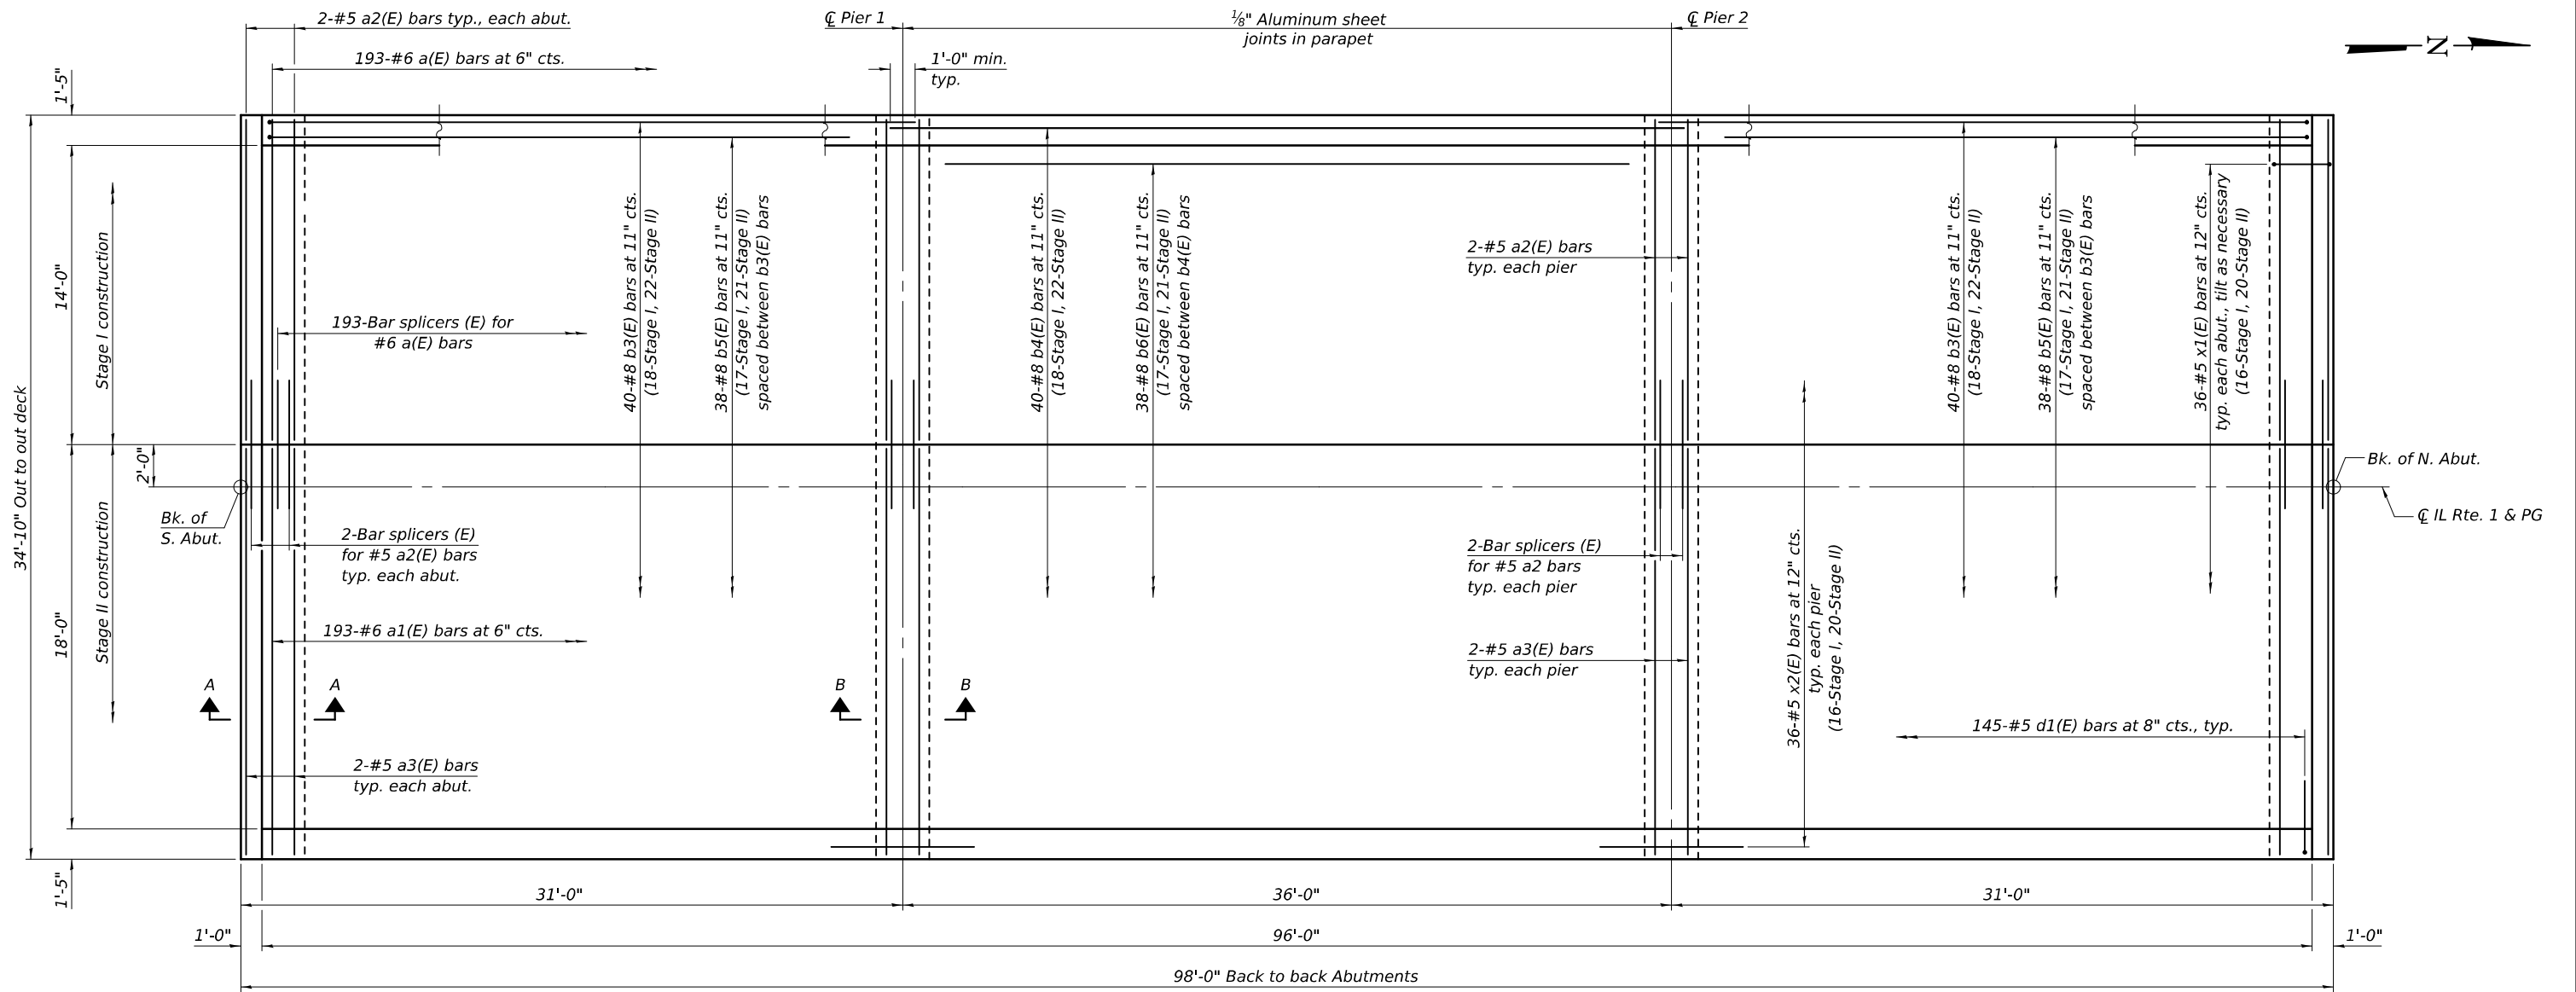 2-#5 a2(E) bars typ., each abut.
193-#6 a(E) bars at 6" cts.
℄ Pier 1
1'-0" min.
typ.
⅛" Aluminum sheet
joints in parapet
℄ Pier 2
N
1'-5"
14'-0"
18'-0"
1'-5"
34'-10" Out to out deck
Stage I construction
Stage II construction
2'-0"
Bk. of
S. Abut.
193-Bar splicers (E) for
#6 a(E) bars
2-Bar splicers (E)
for #5 a2(E) bars
typ. each abut.
193-#6 a1(E) bars at 6" cts.
A
A
B
B
2-#5 a3(E) bars
typ. each abut.
40-#8 b3(E) bars at 11" cts.
(18-Stage I, 22-Stage II)
38-#8 b5(E) bars at 11" cts.
(17-Stage I, 21-Stage II)
spaced between b3(E) bars
40-#8 b4(E) bars at 11" cts.
(18-Stage I, 22-Stage II)
38-#8 b6(E) bars at 11" cts.
(17-Stage I, 21-Stage II)
spaced between b4(E) bars
2-#5 a2(E) bars
typ. each pier
2-Bar splicers (E)
for #5 a2 bars
typ. each pier
2-#5 a3(E) bars
typ. each pier
36-#5 x2(E) bars at 12" cts.
typ. each pier
(16-Stage I, 20-Stage II)
40-#8 b3(E) bars at 11" cts.
(18-Stage I, 22-Stage II)
38-#8 b5(E) bars at 11" cts.
(17-Stage I, 21-Stage II)
spaced between b3(E) bars
36-#5 x1(E) bars at 12" cts.
typ. each abut., tilt as necessary
(16-Stage I, 20-Stage II)
145-#5 d1(E) bars at 8" cts., typ.
Bk. of N. Abut.
℄ IL Rte. 1 & PG
31'-0"
36'-0"
31'-0"
1'-0"
96'-0"
1'-0"
98'-0" Back to back Abutments